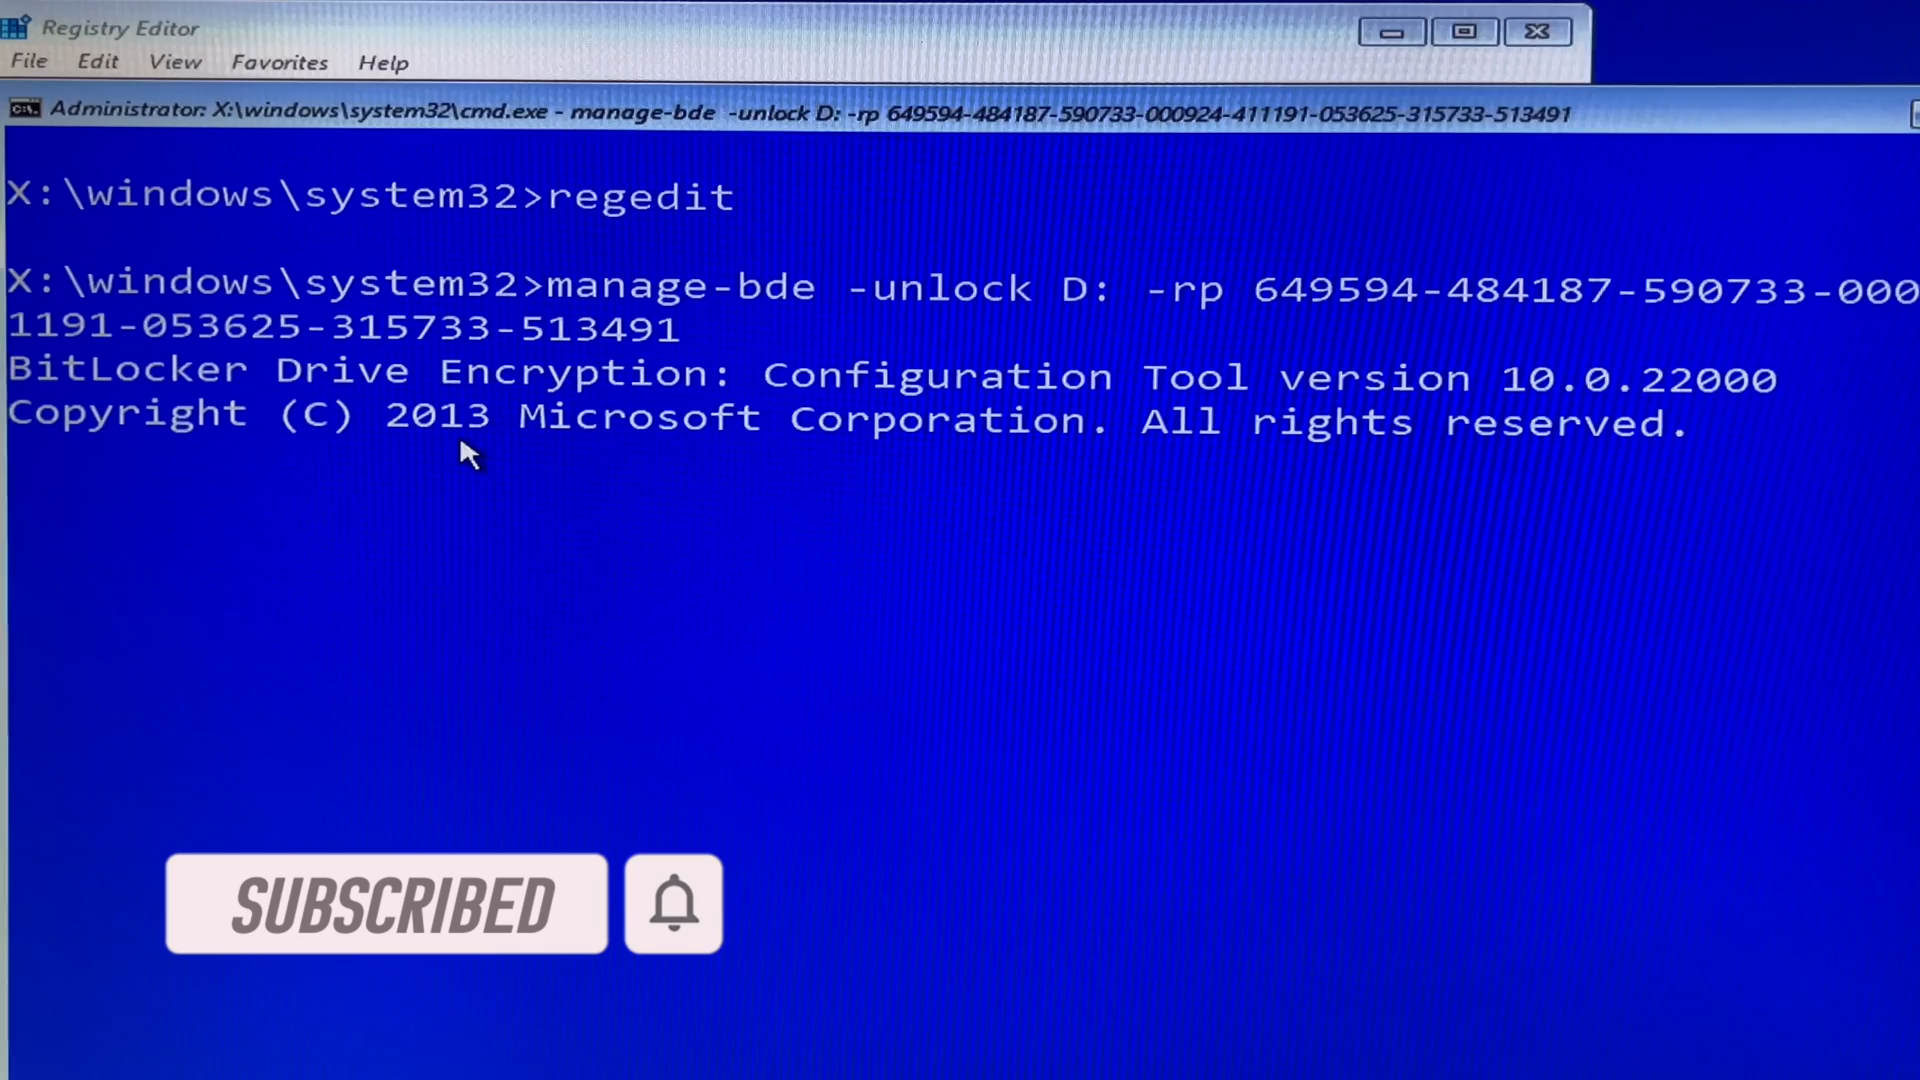 Registry Editor
File Edit View Favorites Help
Administrator: X:\windows\system32\cmd.exe - manage-bde -unlock D: -rp 649594-484187-590733-000924-411191-053625-315733-513491
X:\windows\system32>regedit
X:\windows\system32>manage-bde -unlock D: -rp 649594-484187-590733-000
1191-053625-315733-513491
BitLocker Drive Encryption: Configuration Tool version 10.0.22000
Copyright (C) 2013 Microsoft Corporation. All rights reserved.
SUBSCRIBED